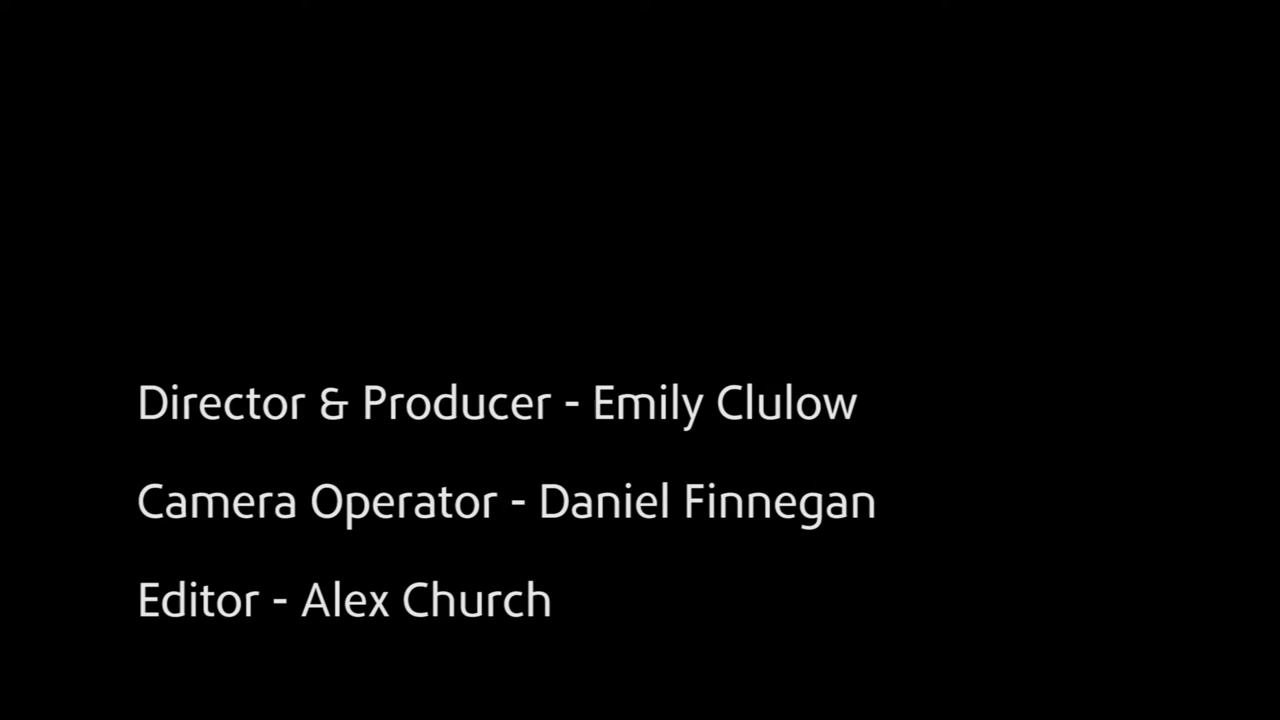 Director & Producer - Emily Clulow
Camera Operator - Daniel Finnegan
Editor - Alex Church